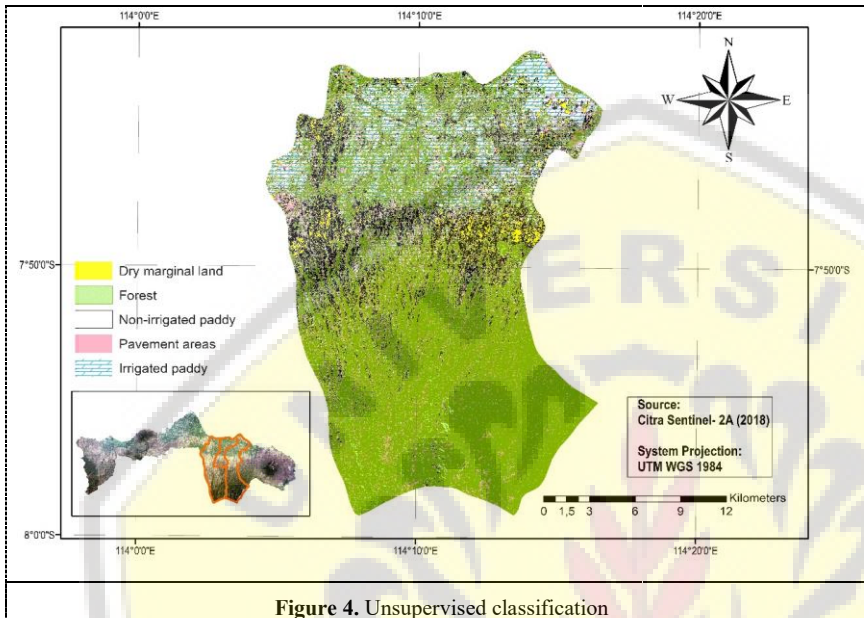 114°0'0"E 114°10'0"E 114°20'0"E
N
W E
S
7°50'0"S 7°50'0"S
Dry marginal land
Forest
Non-irrigated paddy
Pavement areas
Irrigated paddy
Source:
Citra Sentinel- 2A (2018)
System Projection:
UTM WGS 1984
Kilometers
0 1,5 3 6 9 12
8°0'0"S
114°0'0"E 114°10'0"E 114°20'0"E
Figure 4. Unsupervised classification